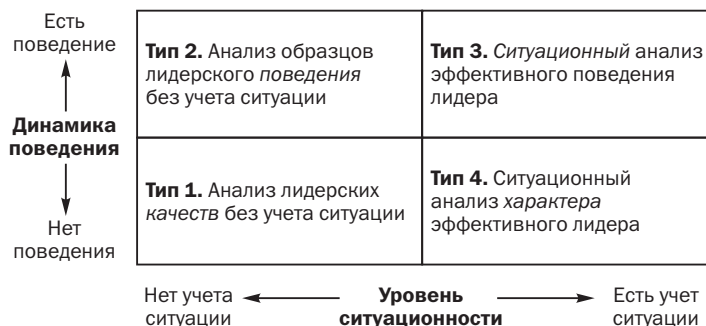 Есть
поведение
Динамика
поведения
Нет
поведения
Тип 2. Анализ образцов
лидерского поведения
без учета ситуации
Тип 3. Ситуационный анализ
эффективного поведения
лидера
Тип 1. Анализ лидерских
качеств без учета ситуации
Тип 4. Ситуационный
анализ характера
эффективного лидера
Нет учета
ситуации
Уровень
ситуационности
Есть учет
ситуации